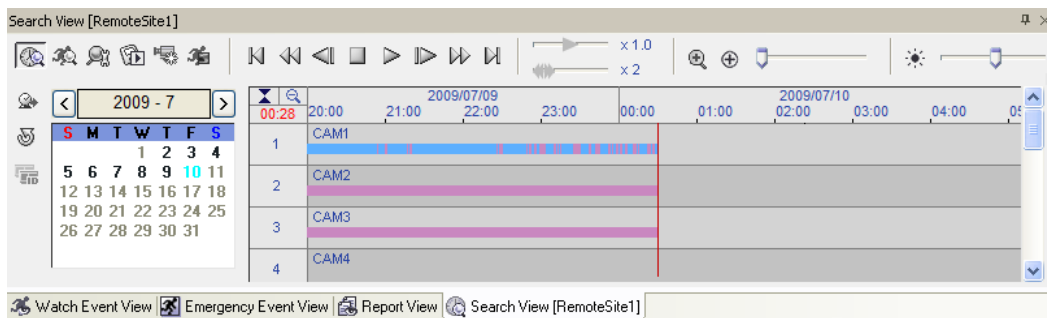 Search View [RemoteSite1]
x 1.0
x 2
2009 - 7
S M T W T F S
1 2 3 4
5 6 7 8 9 10 11
12 13 14 15 16 17 18
19 20 21 22 23 24 25
26 27 28 29 30 31
EID
2009/07/09 2009/07/10
00:28 20:00 21:00 22:00 23:00 00:00 01:00 02:00 03:00 04:00 05
1 CAM1
2 CAM2
3 CAM3
4 CAM4
Watch Event View Emergency Event View Report View Search View [RemoteSite1]